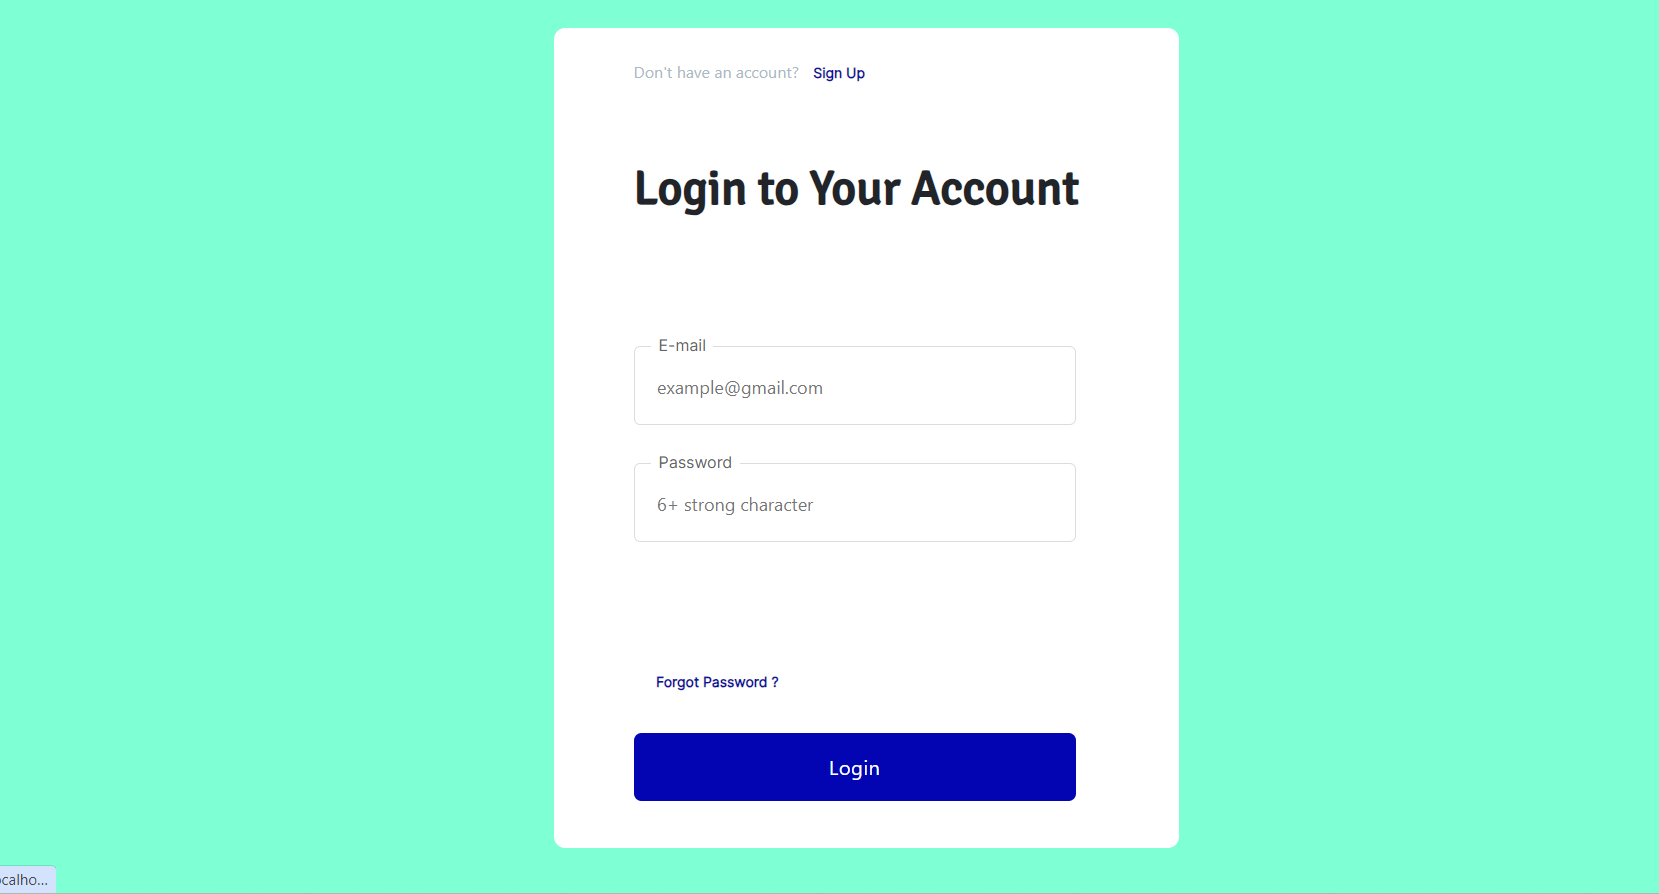 Don't have an account? Sign Up
Login to Your Account
E-mail
example@gmail.com
Password
6+ strong character
Forgot Password ?
Login
ocalho...